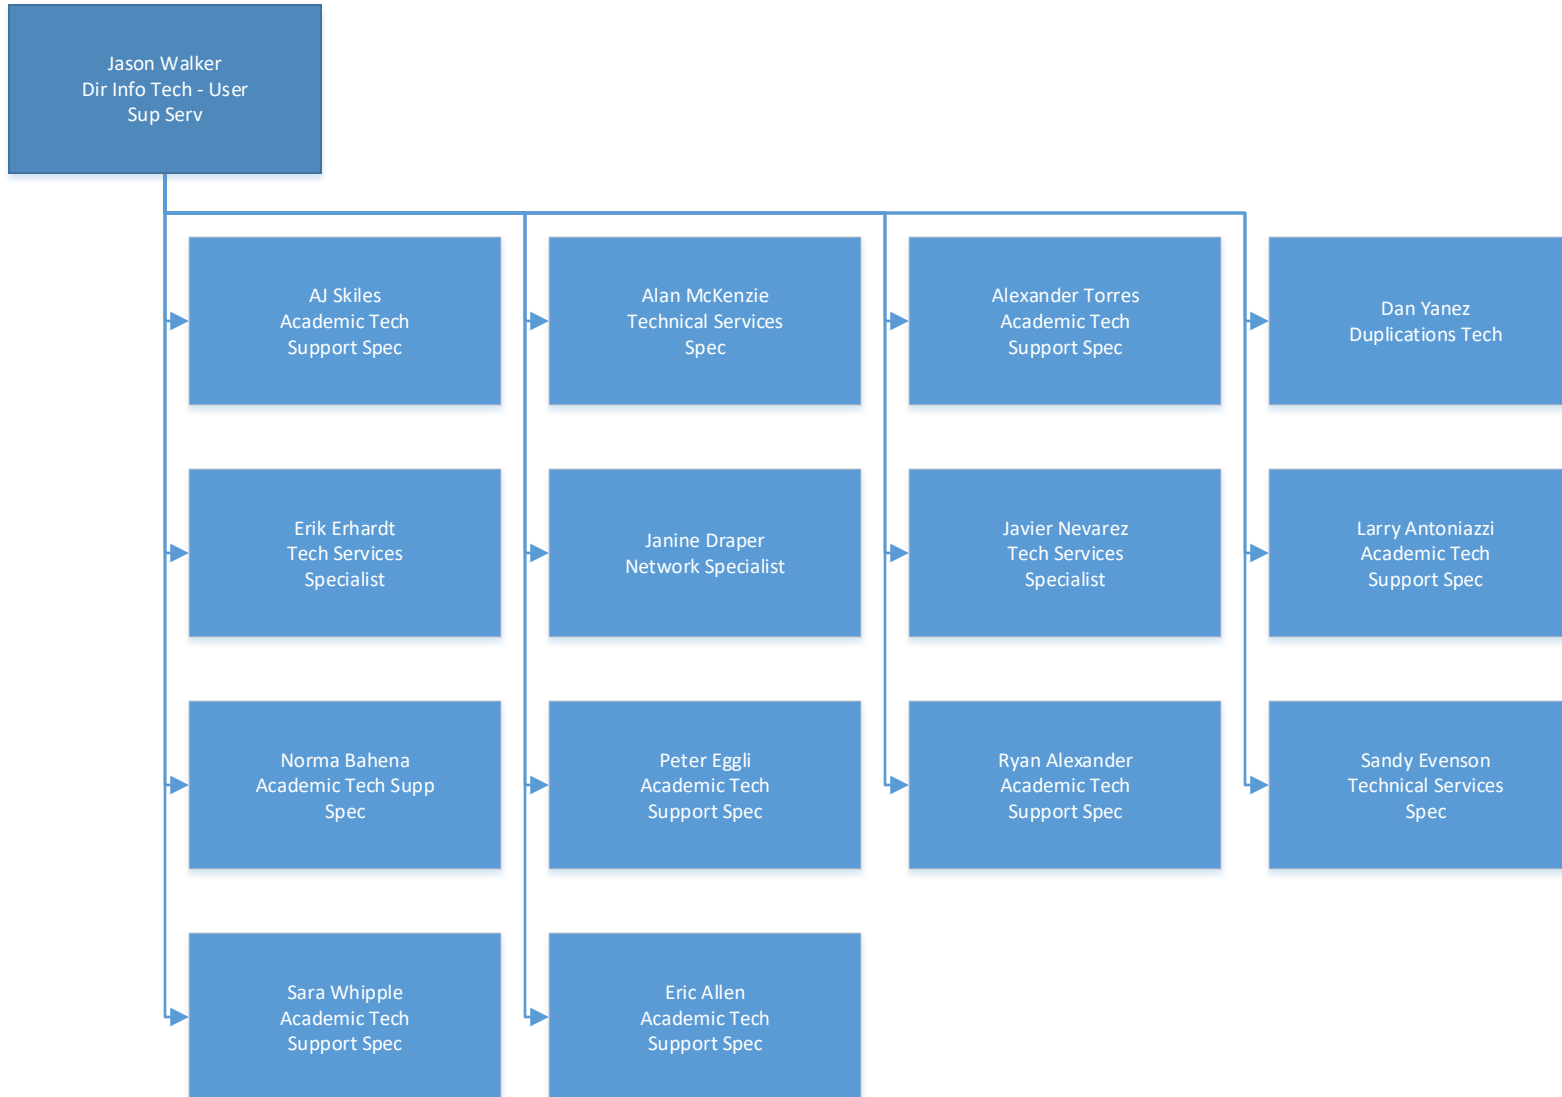 Jason Walker
Dir Info Tech - User
Sup Serv
AJ Skiles
Academic Tech
Support Spec
Alan McKenzie
Technical Services
Spec
Alexander Torres
Academic Tech
Support Spec
Dan Yanez
Duplications Tech
Erik Erhardt
Tech Services
Specialist
Janine Draper
Network Specialist
Javier Nevarez
Tech Services
Specialist
Larry Antoniazzi
Academic Tech
Support Spec
Norma Bahena
Academic Tech Supp
Spec
Peter Eggli
Academic Tech
Support Spec
Ryan Alexander
Academic Tech
Support Spec
Sandy Evenson
Technical Services
Spec
Sara Whipple
Academic Tech
Support Spec
Eric Allen
Academic Tech
Support Spec